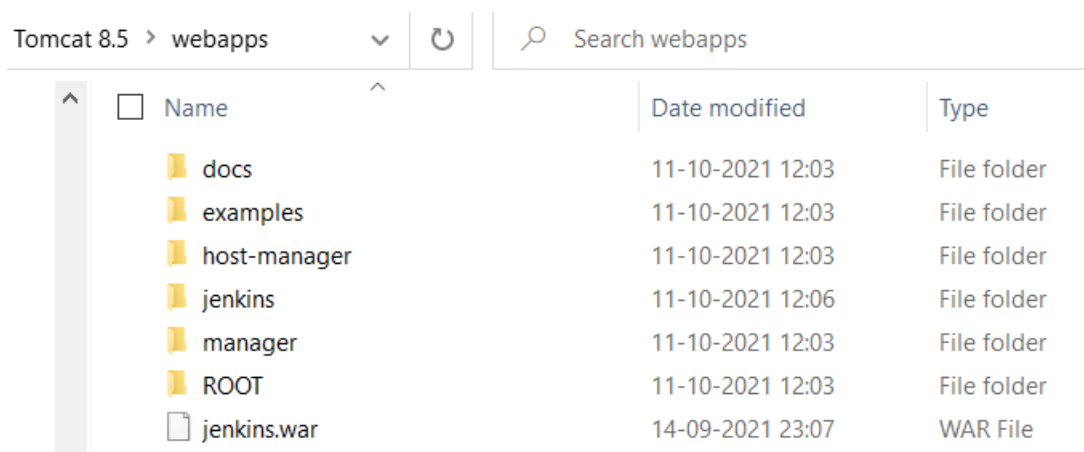 Tomcat 8.5 > webapps Search webapps
Name Date modified Type
docs 11-10-2021 12:03 File folder
examples 11-10-2021 12:03 File folder
host-manager 11-10-2021 12:03 File folder
jenkins 11-10-2021 12:06 File folder
manager 11-10-2021 12:03 File folder
ROOT 11-10-2021 12:03 File folder
jenkins.war 14-09-2021 23:07 WAR File